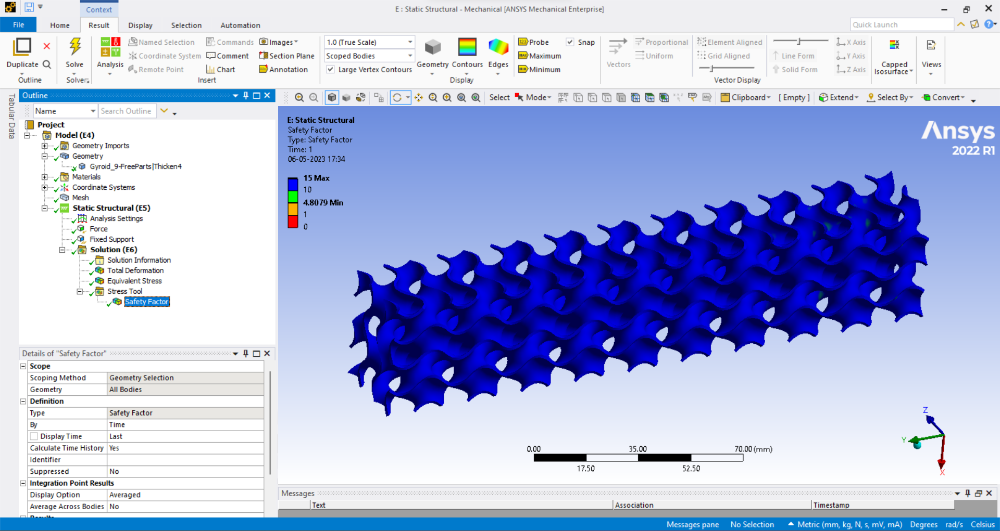 Context
E : Static Structural - Mechanical [ANSYS Mechanical Enterprise]
File Home Result Display Selection Automation
Quick Launch
Duplicate
Outline
Solve
Solver
Analysis
Named Selection
Coordinate System
Remote Point
Commands
Comment
Chart
Images
Section Plane
Annotation
Insert
1.0 (True Scale)
Scoped Bodies
Large Vertex Contours
Geometry
Contours
Edges
Display
Probe
Maximum
Minimum
Snap
Vectors
Proportional
Uniform
Element Aligned
Grid Aligned
Line Form
Solid Form
X Axis
Y Axis
Z Axis
Vector Display
Capped
Isosurface
Views
Tabular Data
Outline
Name
Search Outline
Select
Mode
Clipboard
[ Empty ]
Extend
Select By
Convert
Project
Model (E4)
Geometry Imports
Geometry
Gyroid_9-FreeParts|Thicken4
Materials
Coordinate Systems
Mesh
Static Structural (E5)
Analysis Settings
Force
Fixed Support
Solution (E6)
Solution Information
Total Deformation
Equivalent Stress
Stress Tool
Safety Factor
E: Static Structural
Safety Factor
Type: Safety Factor
Time: 1
06-05-2023 17:34
15 Max
10
4.8079 Min
1
0
Ansys
2022 R1
Z
Y
X
0.00 35.00 70.00 (mm)
17.50 52.50
Details of "Safety Factor"
Scope
Scoping Method Geometry Selection
Geometry All Bodies
Definition
Type Safety Factor
By Time
Display Time Last
Calculate Time History Yes
Identifier
Suppressed No
Integration Point Results
Display Option Averaged
Average Across Bodies No
Results
Messages
Text Association Timestamp
Messages pane No Selection Metric (mm, kg, N, s, mV, mA) Degrees rad/s Celsius